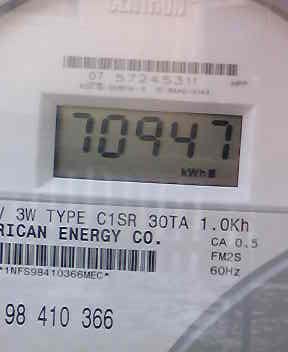 CENTRON
07 57245311
70947
kWh
V 3W TYPE C1SR 30TA 1.0Kh
RICAN ENERGY CO.
CA 0.5
FM2S
60Hz
*1NFS98410366MEC*
98 410 366